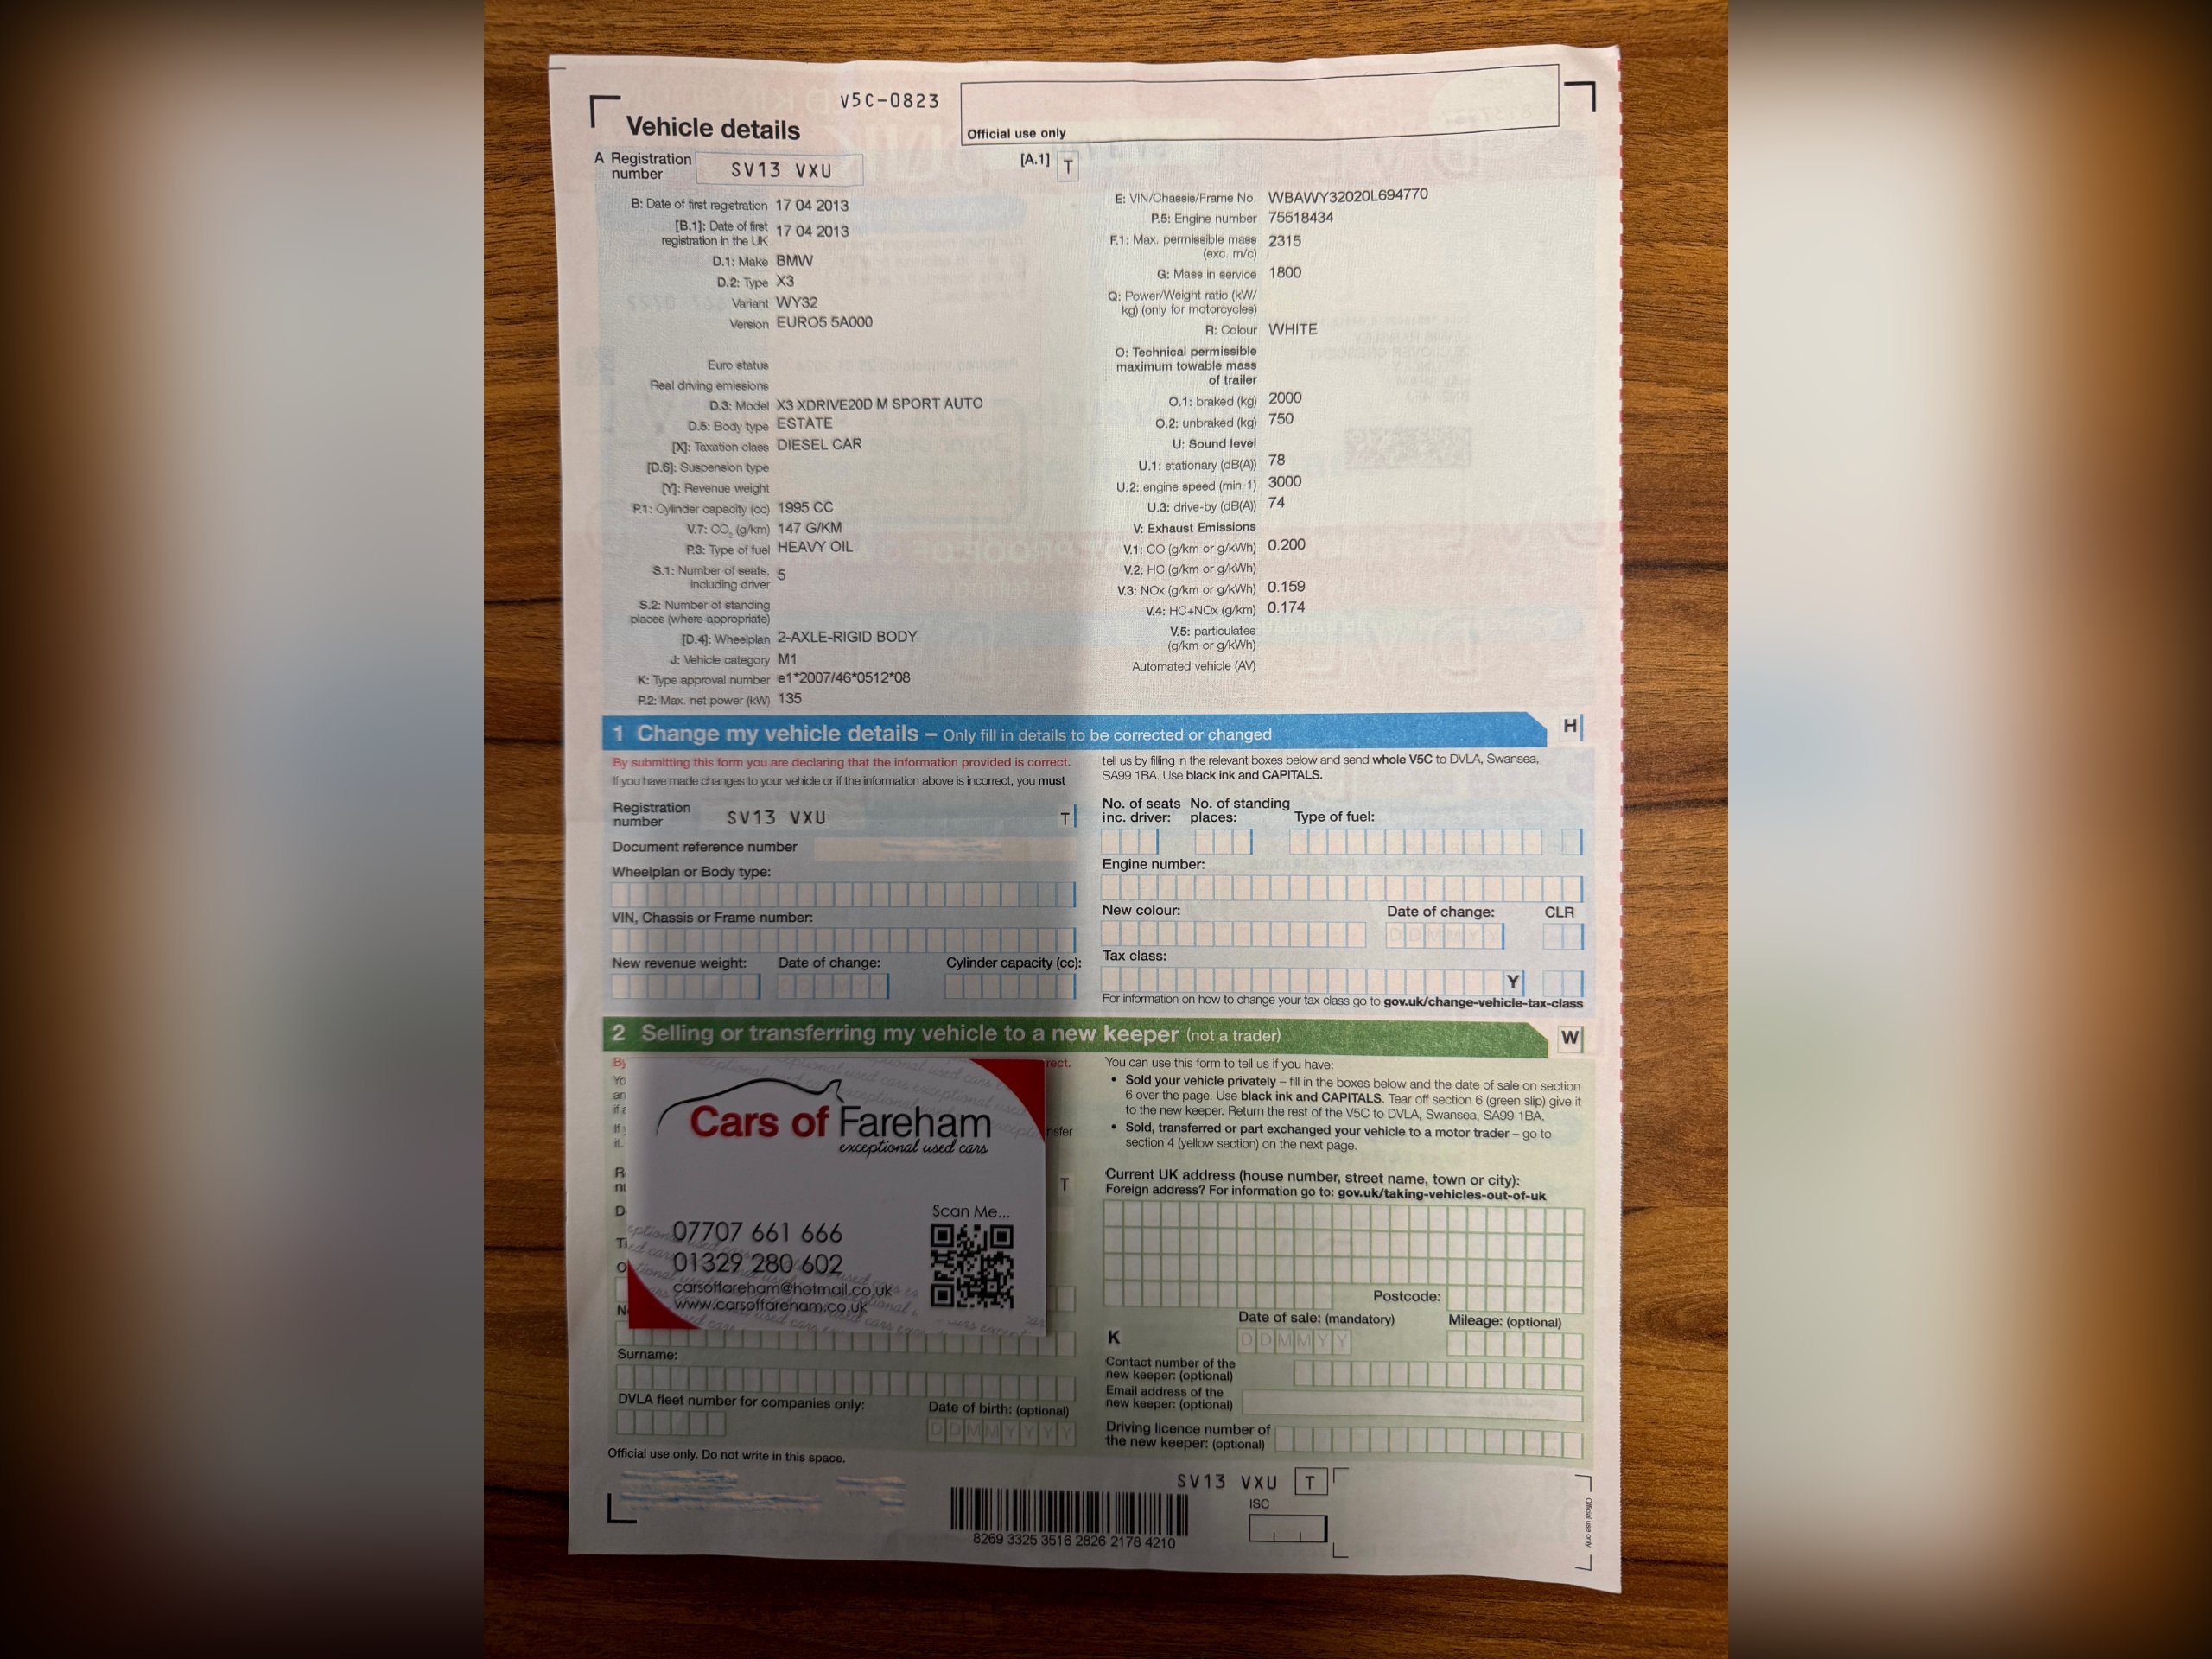 V5C-0823
Vehicle details
Official use only
A Registration number SV13 VXU
[A.1] T
B: Date of first registration 17 04 2013
[B.1]: Date of first registration in the UK 17 04 2013
D.1: Make BMW
D.2: Type X3
Variant WY32
Version EURO5 5A000
Euro status
Real driving emissions
D.3: Model X3 XDRIVE20D M SPORT AUTO
D.5: Body type ESTATE
[X]: Taxation class DIESEL CAR
[D.6]: Suspension type
[Y]: Revenue weight
P.1: Cylinder capacity (cc) 1995 CC
V.7: CO₂ (g/km) 147 G/KM
P.3: Type of fuel HEAVY OIL
S.1: Number of seats, including driver 5
S.2: Number of standing places (where appropriate)
[D.4]: Wheelplan 2-AXLE-RIGID BODY
J: Vehicle category M1
K: Type approval number e1*2007/46*0512*08
P.2: Max. net power (kW) 135
E: VIN/Chassis/Frame No. WBAWY32020L694770
P.5: Engine number 75518434
F.1: Max. permissible mass (exc. m/c) 2315
G: Mass in service 1800
Q: Power/Weight ratio (kW/kg) (only for motorcycles)
R: Colour WHITE
O: Technical permissible maximum towable mass of trailer
O.1: braked (kg) 2000
O.2: unbraked (kg) 750
U: Sound level
U.1: stationary (dB(A)) 78
U.2: engine speed (min-1) 3000
U.3: drive-by (dB(A)) 74
V: Exhaust Emissions
V.1: CO (g/km or g/kWh) 0.200
V.2: HC (g/km or g/kWh)
V.3: NOx (g/km or g/kWh) 0.159
V.4: HC+NOx (g/km) 0.174
V.5: particulates (g/km or g/kWh)
Automated vehicle (AV)
1 Change my vehicle details – Only fill in details to be corrected or changed
H
By submitting this form you are declaring that the information provided is correct.
If you have made changes to your vehicle or if the information above is incorrect, you must
tell us by filling in the relevant boxes below and send whole V5C to DVLA, Swansea,
SA99 1BA. Use black ink and CAPITALS.
Registration number SV13 VXU T
Document reference number
Wheelplan or Body type:
VIN, Chassis or Frame number:
New revenue weight: Date of change: Cylinder capacity (cc):
No. of seats inc. driver: No. of standing places: Type of fuel:
Engine number:
New colour: Date of change: CLR
DDMMYY
Tax class:
Y
For information on how to change your tax class go to gov.uk/change-vehicle-tax-class
2 Selling or transferring my vehicle to a new keeper (not a trader)
W
By
rect.
Yo
an
if a
If y
nsfer
it.
T
Cars of Fareham
exceptional used cars
Scan Me...
07707 661 666
01329 280 602
carsoffareham@hotmail.co.uk
www.carsoffareham.co.uk
Surname:
DVLA fleet number for companies only: Date of birth: (optional)
DDMMYYYY
You can use this form to tell us if you have:
• Sold your vehicle privately – fill in the boxes below and the date of sale on section
6 over the page. Use black ink and CAPITALS. Tear off section 6 (green slip) give it
to the new keeper. Return the rest of the V5C to DVLA, Swansea, SA99 1BA.
• Sold, transferred or part exchanged your vehicle to a motor trader – go to
section 4 (yellow section) on the next page.
Current UK address (house number, street name, town or city):
Foreign address? For information go to: gov.uk/taking-vehicles-out-of-uk
Postcode:
Date of sale: (mandatory) Mileage: (optional)
K
DDMMYY
Contact number of the new keeper: (optional)
Email address of the new keeper: (optional)
Driving licence number of the new keeper: (optional)
Official use only. Do not write in this space.
SV13 VXU T
ISC
8269 3325 3516 2826 2178 4210
Official use only